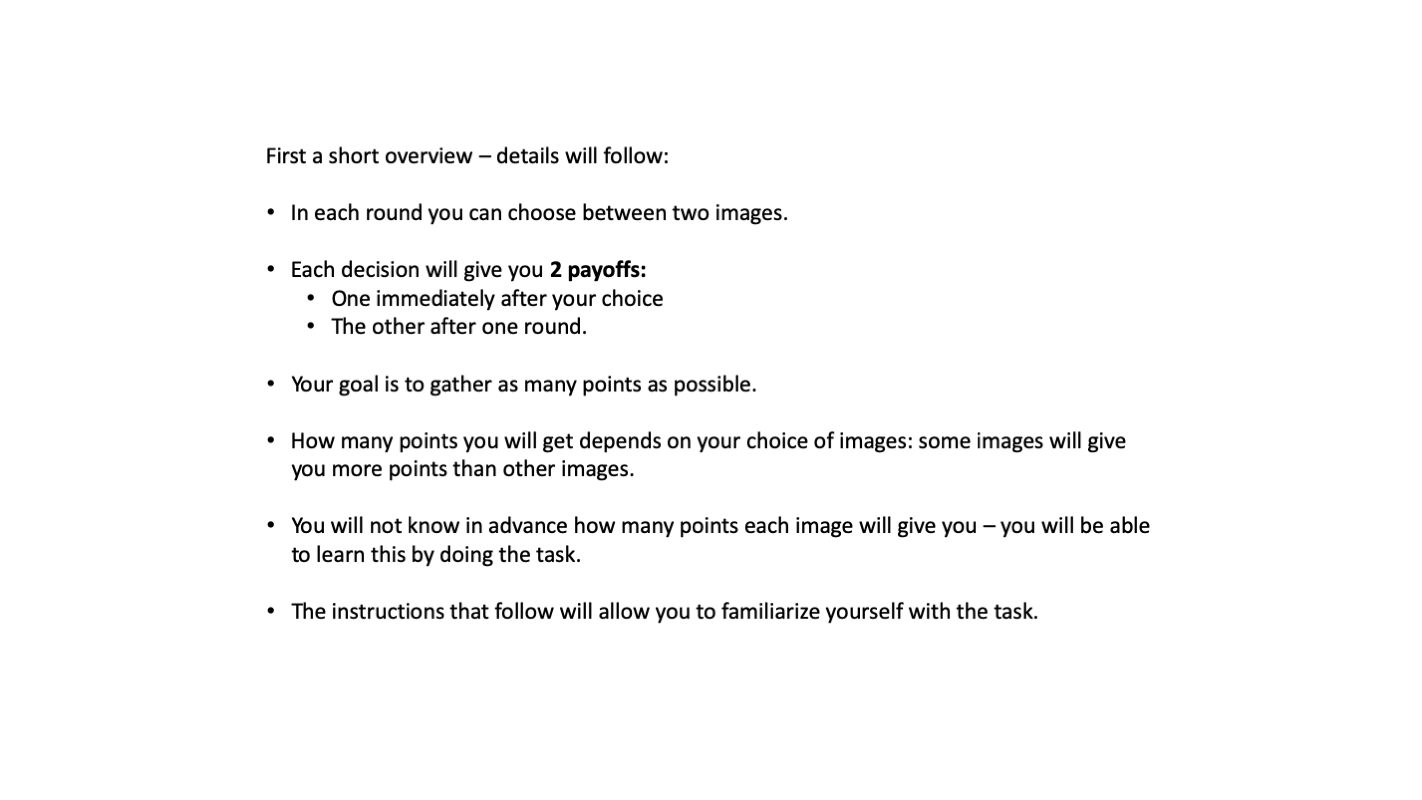 First a short overview – details will follow:
• In each round you can choose between two images.
• Each decision will give you 2 payoffs:
• One immediately after your choice
• The other after one round.
• Your goal is to gather as many points as possible.
• How many points you will get depends on your choice of images: some images will give
you more points than other images.
• You will not know in advance how many points each image will give you – you will be able
to learn this by doing the task.
• The instructions that follow will allow you to familiarize yourself with the task.